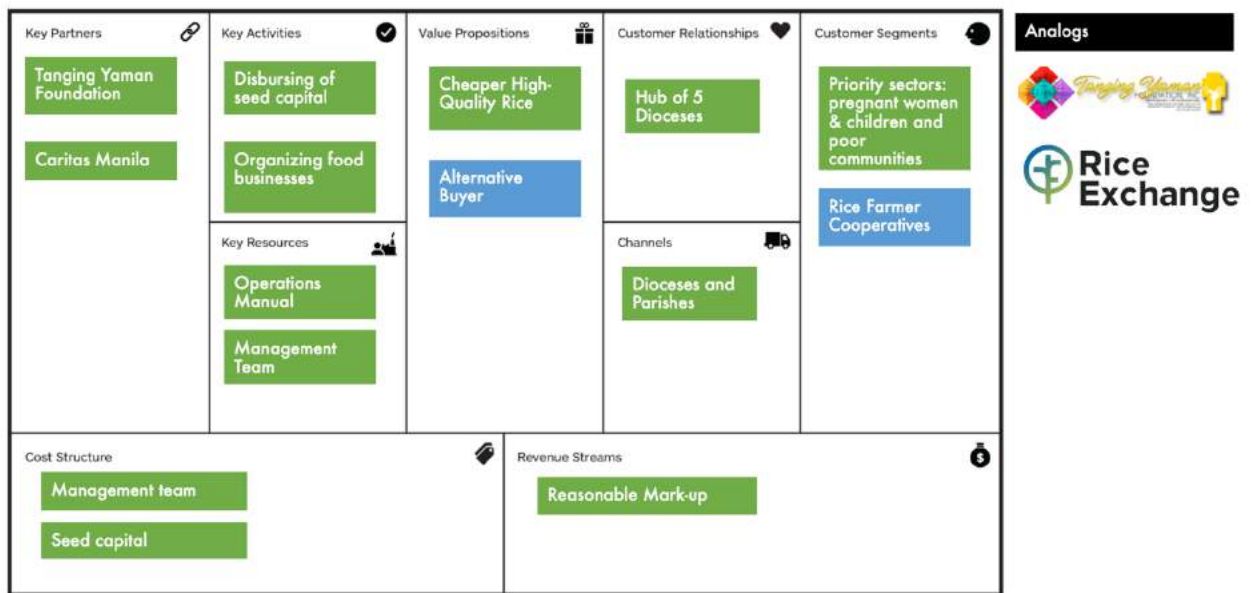 Key Partners
Tanging Yaman
Foundation
Caritas Manila
Key Activities
Disbursing of
seed capital
Organizing food
businesses
Key Resources
Operations
Manual
Management
Team
Value Propositions
Cheaper High-
Quality Rice
Alternative
Buyer
Customer Relationships
Hub of 5
Dioceses
Channels
Dioceses and
Parishes
Customer Segments
Priority sectors:
pregnant women
& children and
poor
communities
Rice Farmer
Cooperatives
Cost Structure
Management team
Seed capital
Revenue Streams
Reasonable Mark-up
$
Analogs
Tanging Yaman
Rice
Exchange